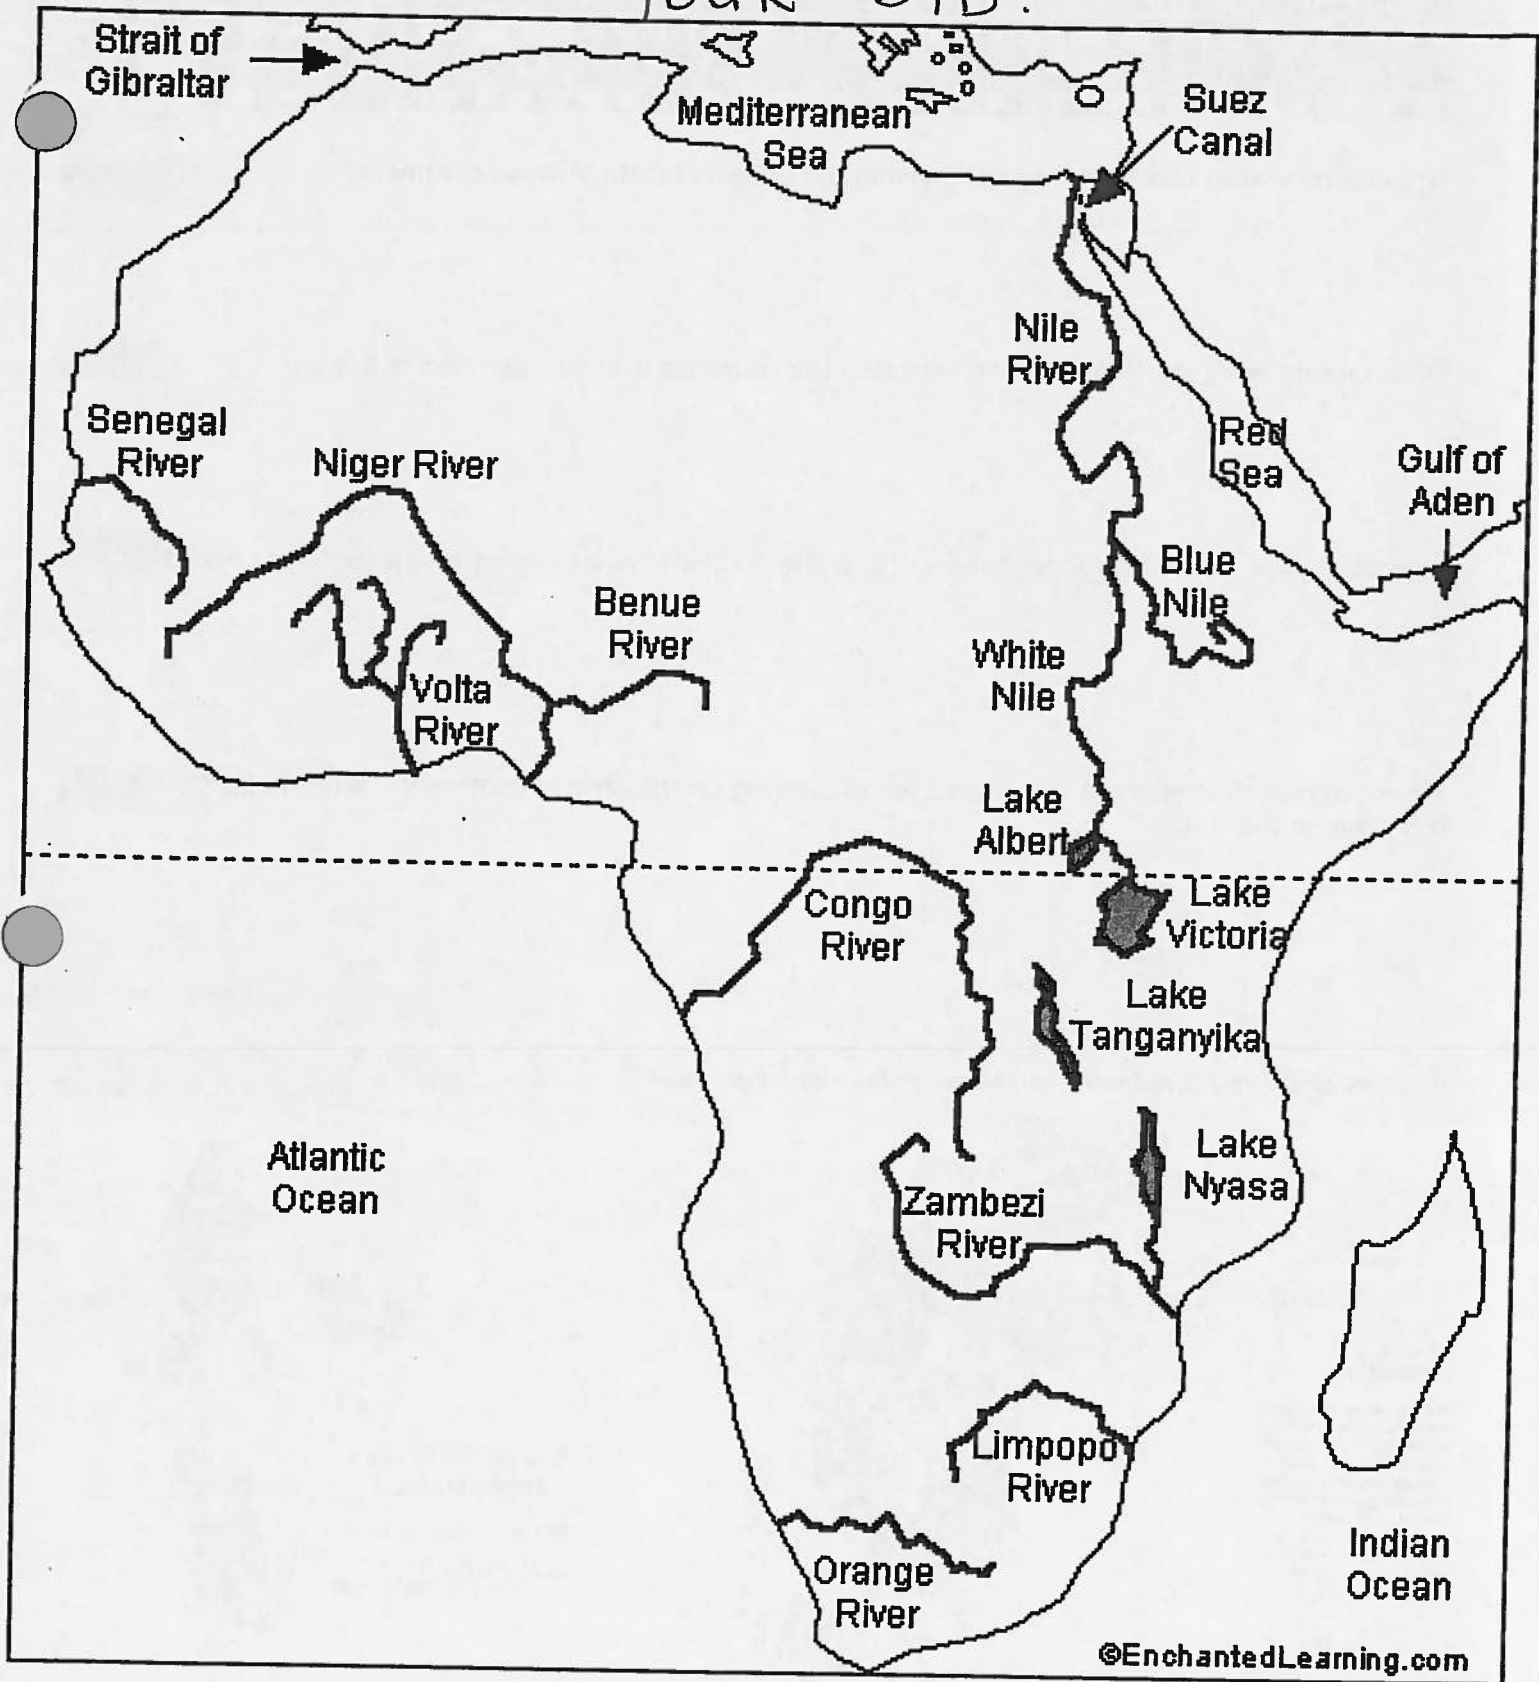 YOUR
Strait of
Gibraltar
Mediterranean
Sea
Suez
Canal
Nile
River
Red
Sea
Gulf of
Aden
Senegal
River
Niger River
Blue
Nile
Benue
River
White
Nile
Volta
River
Lake
Albert
Lake
Victoria
Congo
River
Lake
Tanganyika
Atlantic
Ocean
Lake
Nyasa
Zambezi
River
Limpopo
River
Orange
River
Indian
Ocean
©EnchantedLearning.com